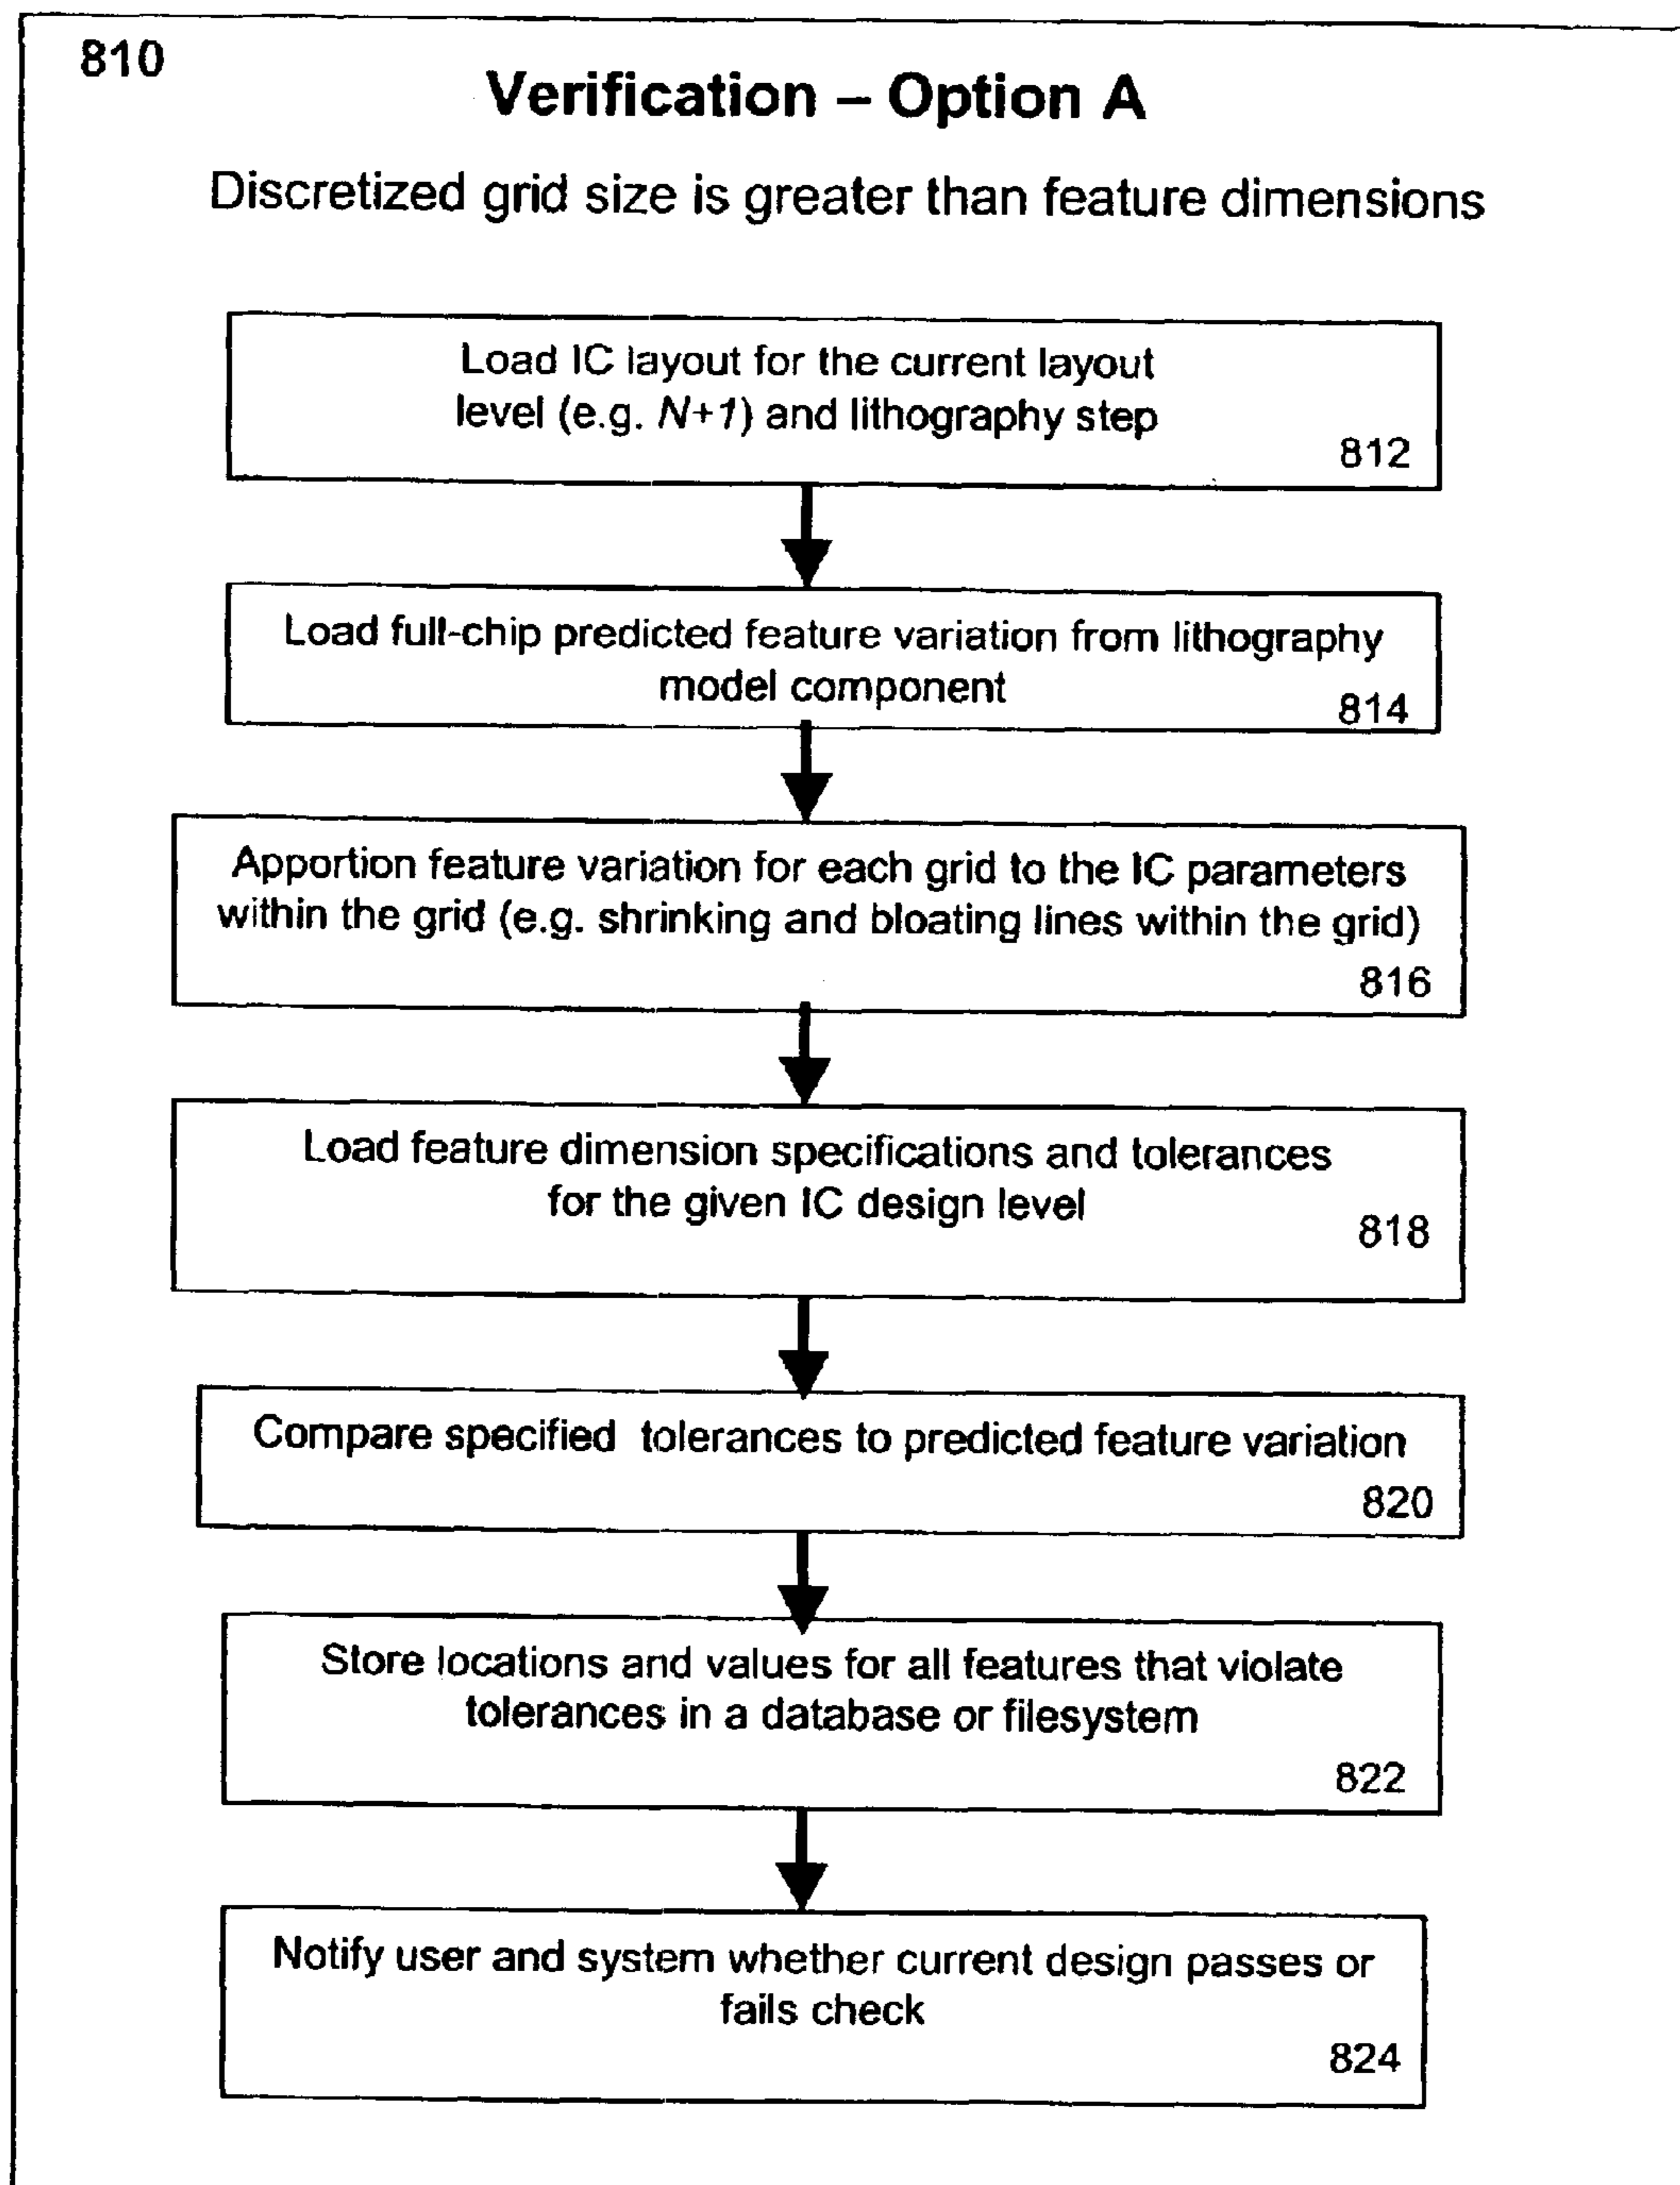 810
Verification – Option A
Discretized grid size is greater than feature dimensions
Load IC layout for the current layout
level (e.g. N+1) and lithography step
812
Load full-chip predicted feature variation from lithography
model component
814
Apportion feature variation for each grid to the IC parameters
within the grid (e.g. shrinking and bloating lines within the grid)
816
Load feature dimension specifications and tolerances
for the given IC design level
818
Compare specified tolerances to predicted feature variation
820
Store locations and values for all features that violate
tolerances in a database or filesystem
822
Notify user and system whether current design passes or
fails check
824